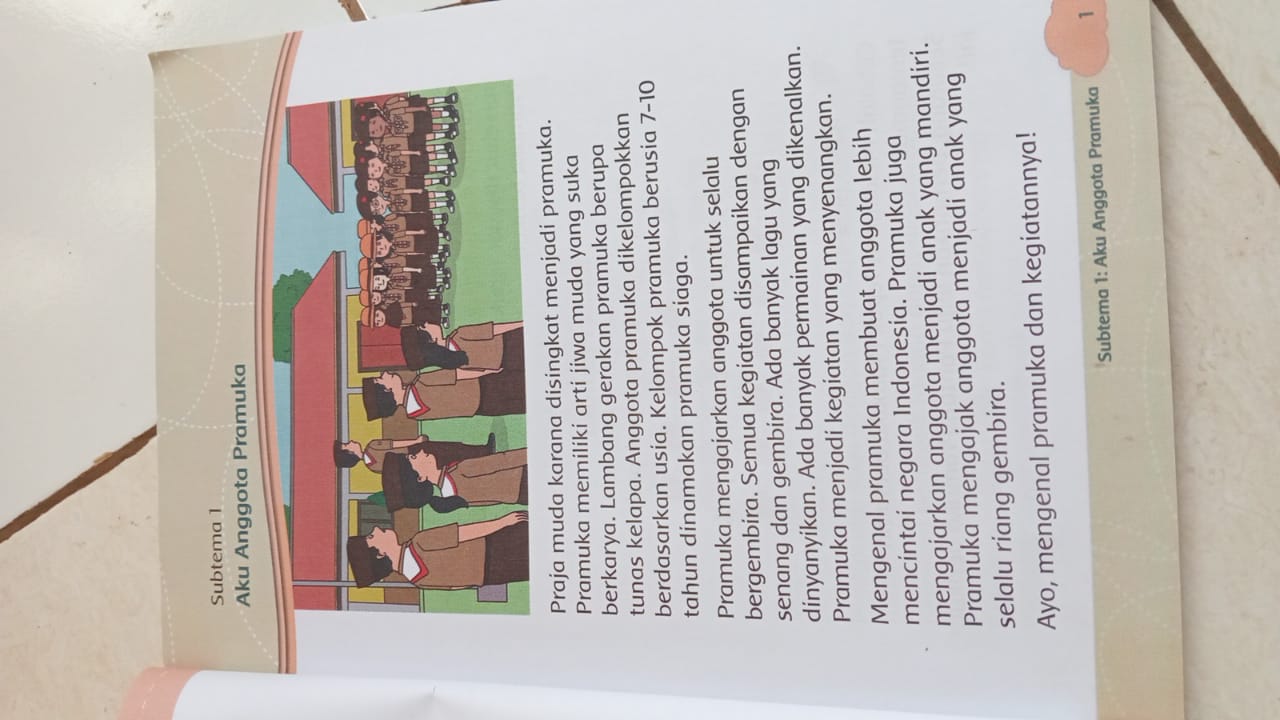 Subtema 1
Aku Anggota Pramuka
Praja muda karana disingkat menjadi pramuka.
Pramuka memiliki arti jiwa muda yang suka
berkarya. Lambang gerakan pramuka berupa
tunas kelapa. Anggota pramuka dikelompokkan
berdasarkan usia. Kelompok pramuka berusia 7-10
tahun dinamakan pramuka siaga.
Pramuka mengajarkan anggota untuk selalu
bergembira. Semua kegiatan disampaikan dengan
senang dan gembira. Ada banyak lagu yang
dinyanyikan. Ada banyak permainan yang dikenalkan.
Pramuka menjadi kegiatan yang menyenangkan.
Mengenal pramuka membuat anggota lebih
mencintai negara Indonesia. Pramuka juga
mengajarkan anggota menjadi anak yang mandiri.
Pramuka mengajak anggota menjadi anak yang
selalu riang gembira.
Ayo, mengenal pramuka dan kegiatannya!
Subtema 1: Aku Anggota Pramuka
1